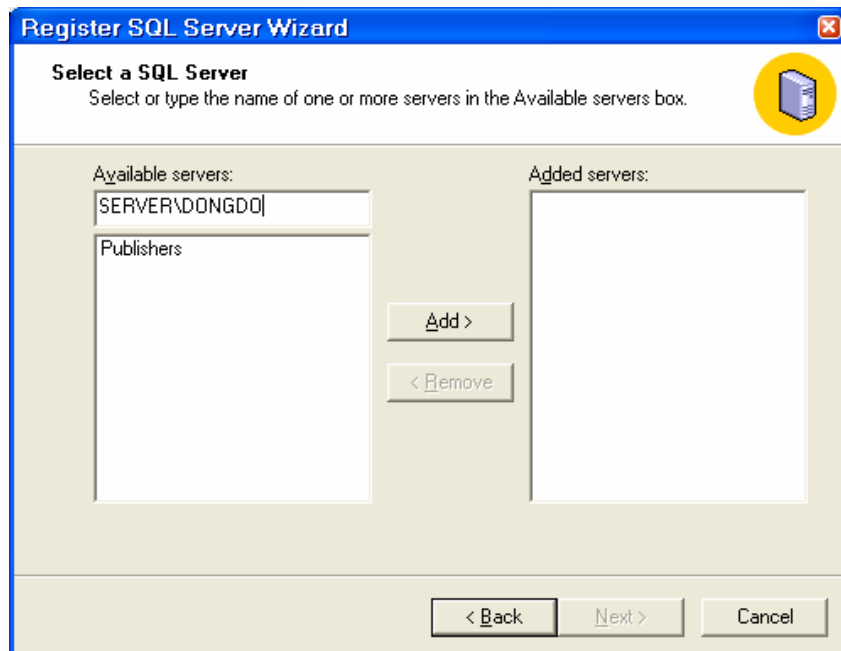 Register SQL Server Wizard
Select a SQL Server
Select or type the name of one or more servers in the Available servers box.
Available servers:
SERVER\DONGDO
Publishers
Add >
< Remove
Added servers:
< Back
Next >
Cancel